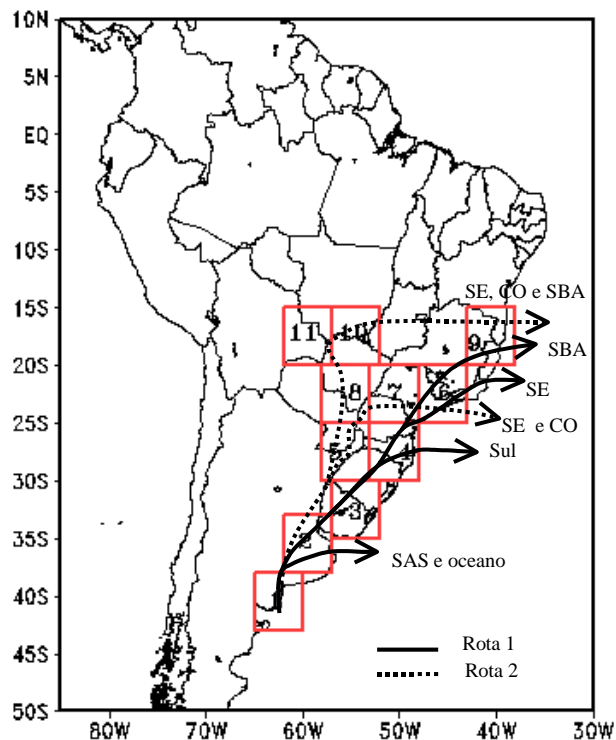 10N
5N
EQ
5S
10S
15S
SE, CO e SBA
11
10
9
SBA
20S
8
6
SE
25S
SE e CO
5
4
Sul
30S
3
35S
2
SAS e oceano
40S
1
45S
Rota 1
Rota 2
50S
80W
70W
60W
50W
40W
30W